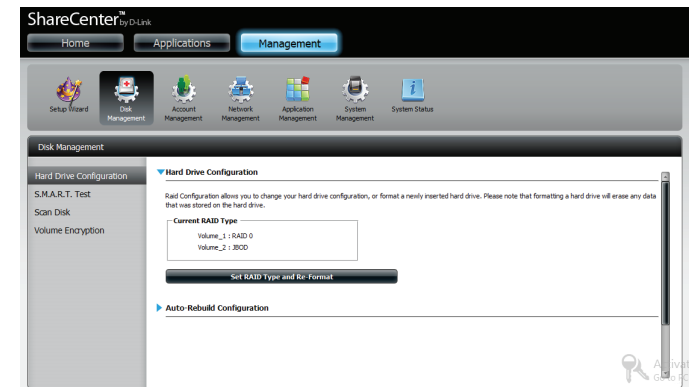 ShareCenter™ by D-Link
Home Applications Management
Setup Wizard Disk Management Account Management Network Management Application Management System Management System Status
Disk Management
Hard Drive Configuration
S.M.A.R.T. Test
Scan Disk
Volume Encryption
Hard Drive Configuration
Raid Configuration allows you to change your hard drive configuration, or format a newly inserted hard drive. Please note that formatting a hard drive will erase any data
that was stored on the hard drive.
Current RAID Type
Volume_1 : RAID 0
Volume_2 : JBOD
Set RAID Type and Re-Format
Auto-Rebuild Configuration
Go to PC